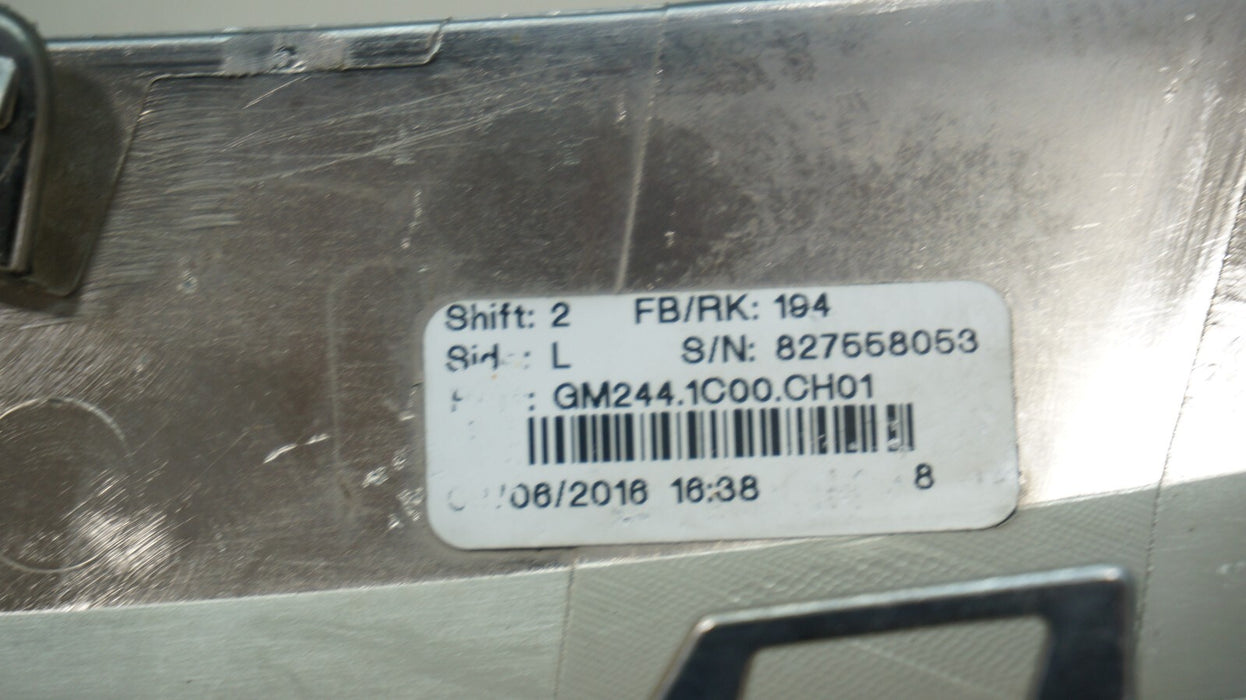 Shift: 2 FB/RK: 194
L S/N: 827558053
: GM244.1C00.CH01
/06/2016 16:38 8